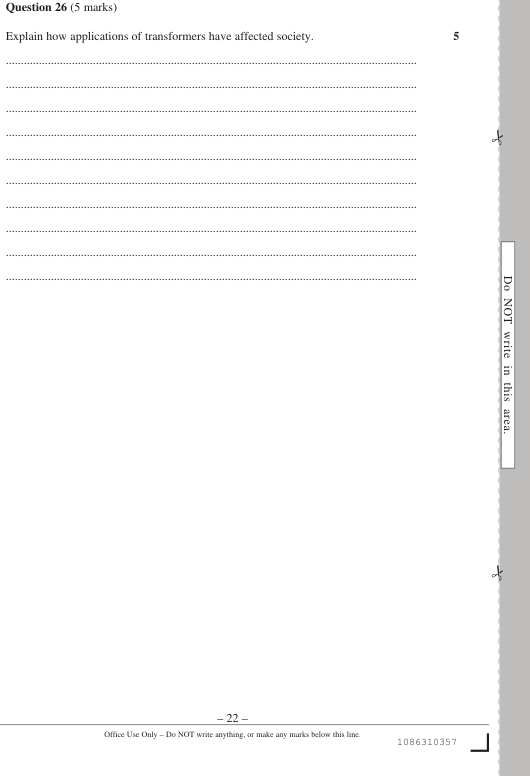 Question 26 (5 marks)
Explain how applications of transformers have affected society. 5
Do NOT write in this area.
– 22 –
Office Use Only – Do NOT write anything, or make any marks below this line.
1086310357